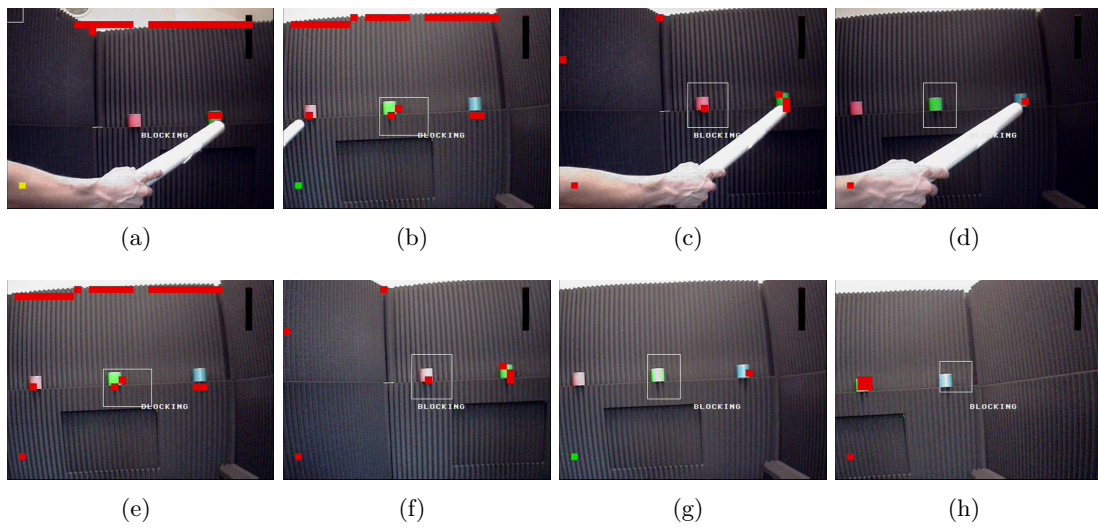 BLOCKING
BLOCKING
BLOCKING
BLOCKING
(a)
(b)
(c)
(d)
BLOCKING
BLOCKING
BLOCKING
BLOCKING
(e)
(f)
(g)
(h)